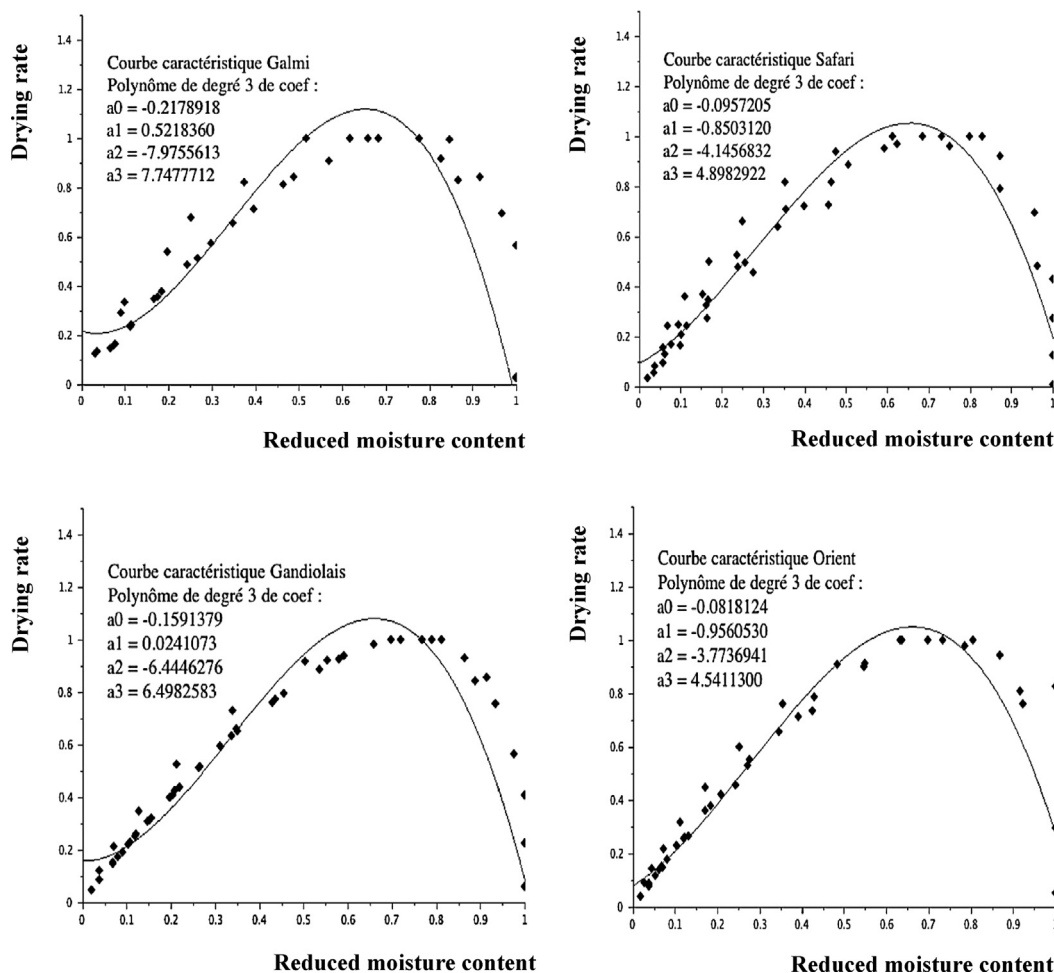 Drying rate
1.4
1.2
1
0.8
0.6
0.4
0.2
0
Courbe caractéristique Galmi
Polynôme de degré 3 de coef :
a0 = -0.2178918
a1 = 0.5218360
a2 = -7.9755613
a3 = 7.7477712
0 0.1 0.2 0.3 0.4 0.5 0.6 0.7 0.8 0.9 1
Reduced moisture content
Drying rate
1.4
1.2
1
0.8
0.6
0.4
0.2
0
Courbe caractéristique Safari
Polynôme de degré 3 de coef :
a0 = -0.0957205
a1 = -0.8503120
a2 = -4.1456832
a3 = 4.8982922
0 0.1 0.2 0.3 0.4 0.5 0.6 0.7 0.8 0.9 1
Reduced moisture content
Drying rate
1.4
1.2
1
0.8
0.6
0.4
0.2
0
Courbe caractéristique Gandiolais
Polynôme de degré 3 de coef :
a0 = -0.1591379
a1 = 0.0241073
a2 = -6.4446276
a3 = 6.4982583
0 0.1 0.2 0.3 0.4 0.5 0.6 0.7 0.8 0.9 1
Reduced moisture content
Drying rate
1.4
1.2
1
0.8
0.6
0.4
0.2
0
Courbe caractéristique Orient
Polynôme de degré 3 de coef :
a0 = -0.0818124
a1 = -0.9560530
a2 = -3.7736941
a3 = 4.5411300
0 0.1 0.2 0.3 0.4 0.5 0.6 0.7 0.8 0.9 1
Reduced moisture content